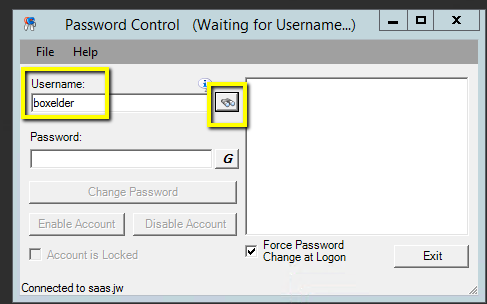 Password Control   (Waiting for Username...)
File   Help
Username:
boxelder
Password:
G
Change Password
Enable Account   Disable Account
Account is Locked
Force Password
Change at Logon
Exit
Connected to saas.jw